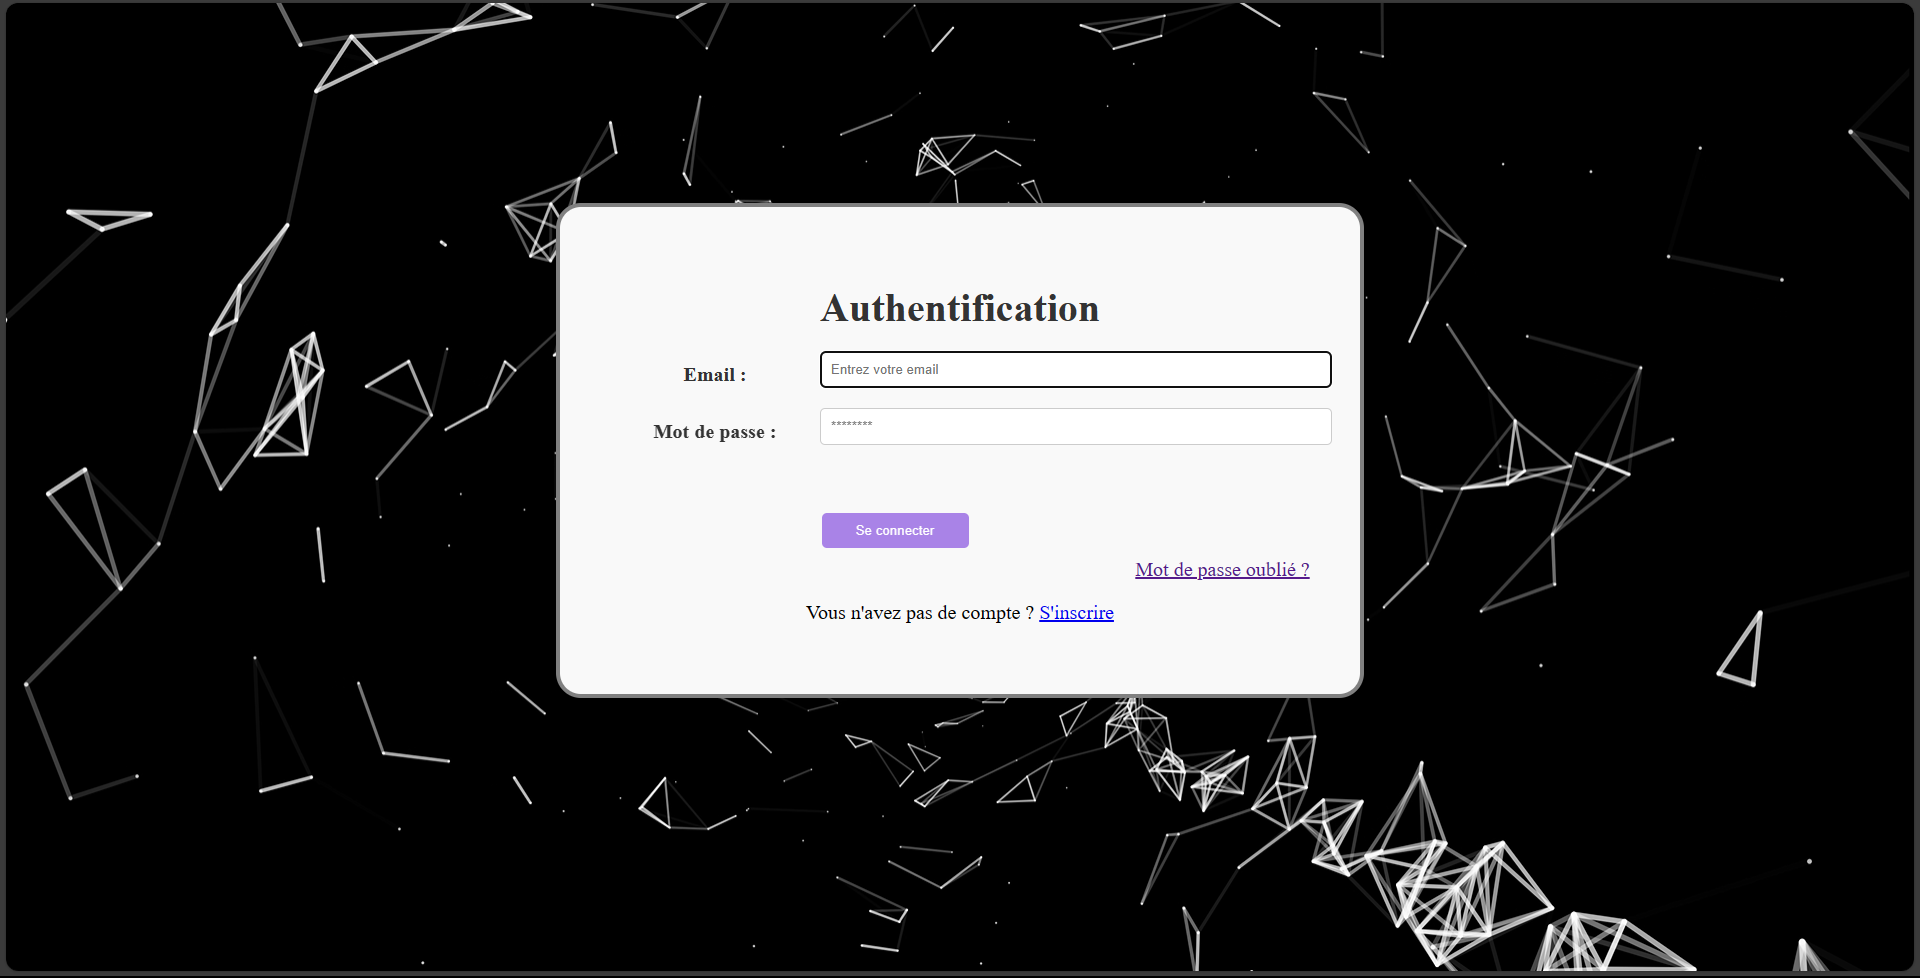 Authentification
Email :
Entrez votre email
Mot de passe :
********
Se connecter
Mot de passe oublié ?
Vous n'avez pas de compte ? S'inscrire